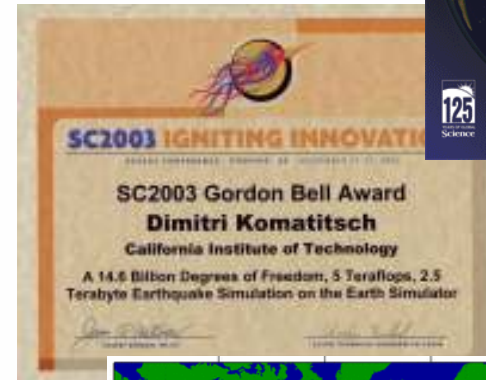 SC2003 IGNITING INNOVATI
SC2003 Gordon Bell Award
Dimitri Komatitsch
California Institute of Technology
A 14.6 Billion Degrees of Freedom, 5 Teraflops, 2.5
Terabyte Earthquake Simulation on the Earth Simulator
125
Science